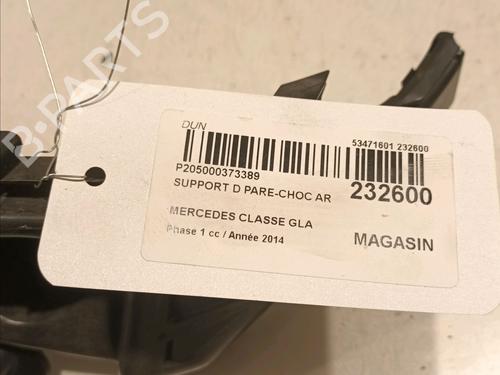 DUN
53471601 232600
P205000373389
SUPPORT D PARE-CHOC AR
232600
MERCEDES CLASSE GLA
Phase 1 cc / Année 2014
MAGASIN
B-PARTS